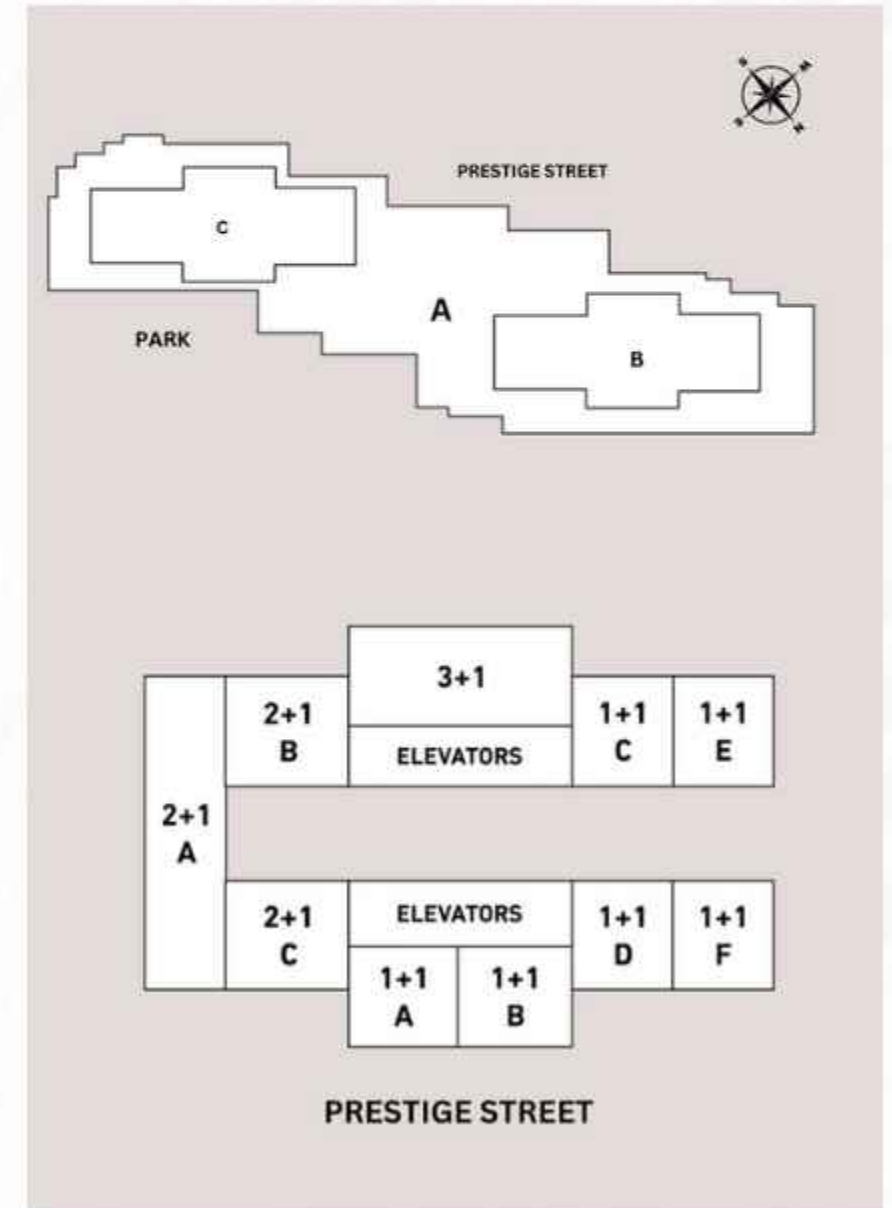 PRESTIGE STREET
C
A
PARK
B
3+1
2+1
B
ELEVATORS
1+1
C
1+1
E
2+1
A
2+1
C
ELEVATORS
1+1
D
1+1
F
1+1
A
1+1
B
PRESTIGE STREET